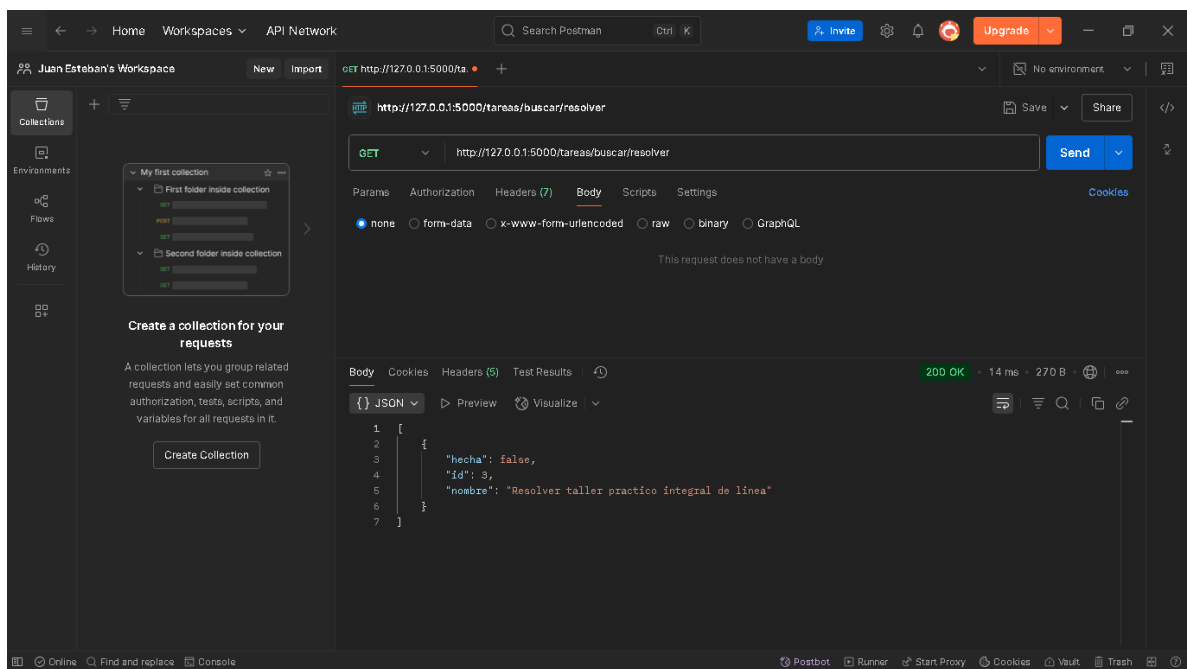 Home Workspaces API Network Search Postman Ctrl K Invite Upgrade
Juan Esteban's Workspace New Import GET http://127.0.0.1:5000/ta. No environment
Collections
Environments
Flows
History
My first collection
First folder inside collection
GET
POST
GET
Second folder inside collection
GET
GET
Create a collection for your
requests
A collection lets you group related
requests and easily set common
authorization, tests, scripts, and
variables for all requests in it.
Create Collection
HTTP http://127.0.0.1:5000/tareas/buscar/resolver Save Share
GET http://127.0.0.1:5000/tareas/buscar/resolver Send
Params Authorization Headers (7) Body Scripts Settings Cookies
none form-data x-www-form-urlencoded raw binary GraphQL
This request does not have a body
Body Cookies Headers (5) Test Results 200 OK 14 ms 270 B
{} JSON Preview Visualize
1 [
2 {
3 "hecha": false,
4 "id": 3,
5 "nombre": "Resolver taller practico integral de linea"
6 }
7 ]
Online Find and replace Console Postbot Runner Start Proxy Cookies Vault Trash